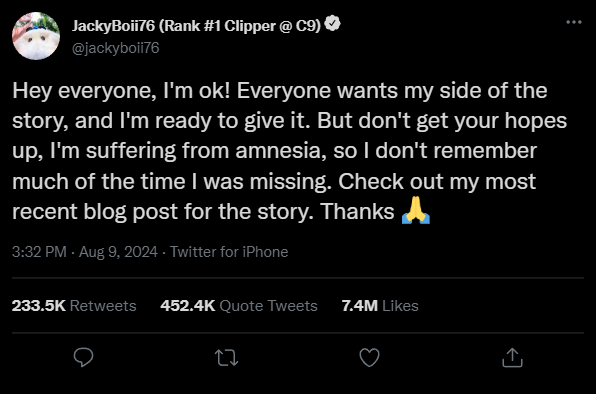 JackyBoii76 (Rank #1 Clipper @ C9)
@jackyboii76
Hey everyone, I'm ok! Everyone wants my side of the
story, and I'm ready to give it. But don't get your hopes
up, I'm suffering from amnesia, so I don't remember
much of the time I was missing. Check out my most
recent blog post for the story. Thanks 🙏
3:32 PM · Aug 9, 2024 · Twitter for iPhone
233.5K Retweets 452.4K Quote Tweets 7.4M Likes